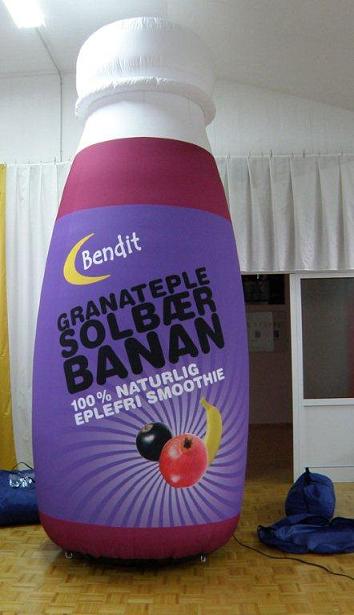 Bendit
GRANATEPLE
SOLBÆR
BANAN
100% NATURLIG
EPLEFRI SMOOTHIE